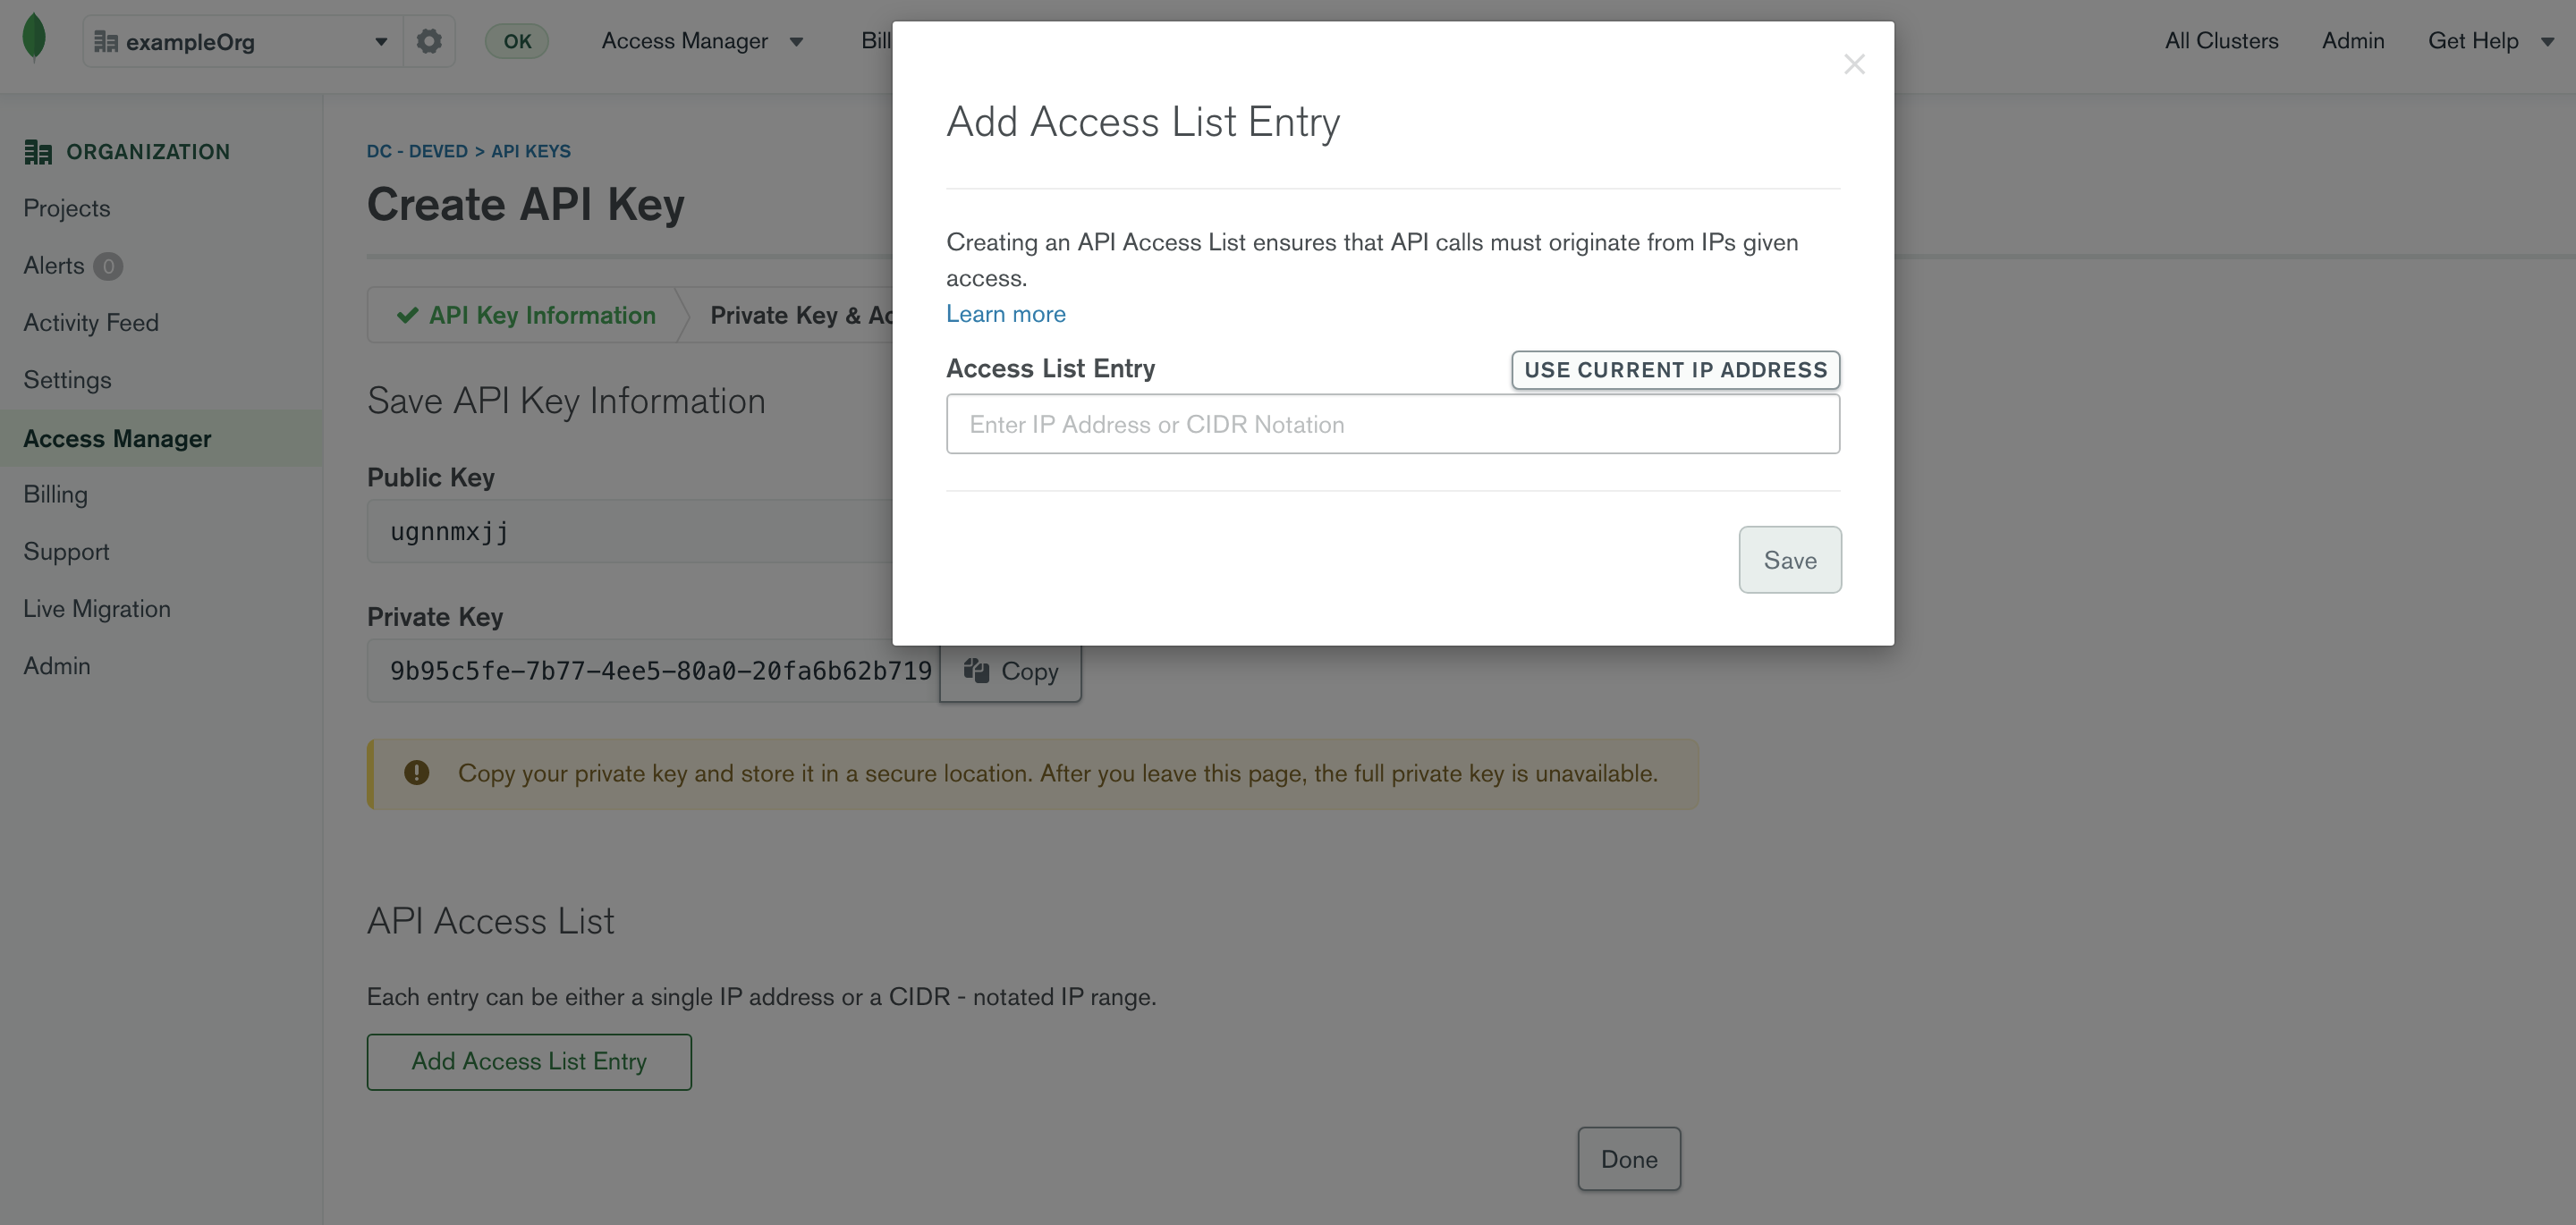 exampleOrg
OK
Access Manager
Bill
All Clusters
Admin
Get Help
ORGANIZATION
Projects
Alerts 0
Activity Feed
Settings
Access Manager
Billing
Support
Live Migration
Admin
DC - DEVED > API KEYS
Create API Key
API Key Information
Private Key & Ac
Save API Key Information
Public Key
ugnnmxjj
Private Key
9b95c5fe-7b77-4ee5-80a0-20fa6b62b719
Copy
Copy your private key and store it in a secure location. After you leave this page, the full private key is unavailable.
API Access List
Each entry can be either a single IP address or a CIDR - notated IP range.
Add Access List Entry
Done
Add Access List Entry
Creating an API Access List ensures that API calls must originate from IPs given
access.
Learn more
Access List Entry
USE CURRENT IP ADDRESS
Enter IP Address or CIDR Notation
Save